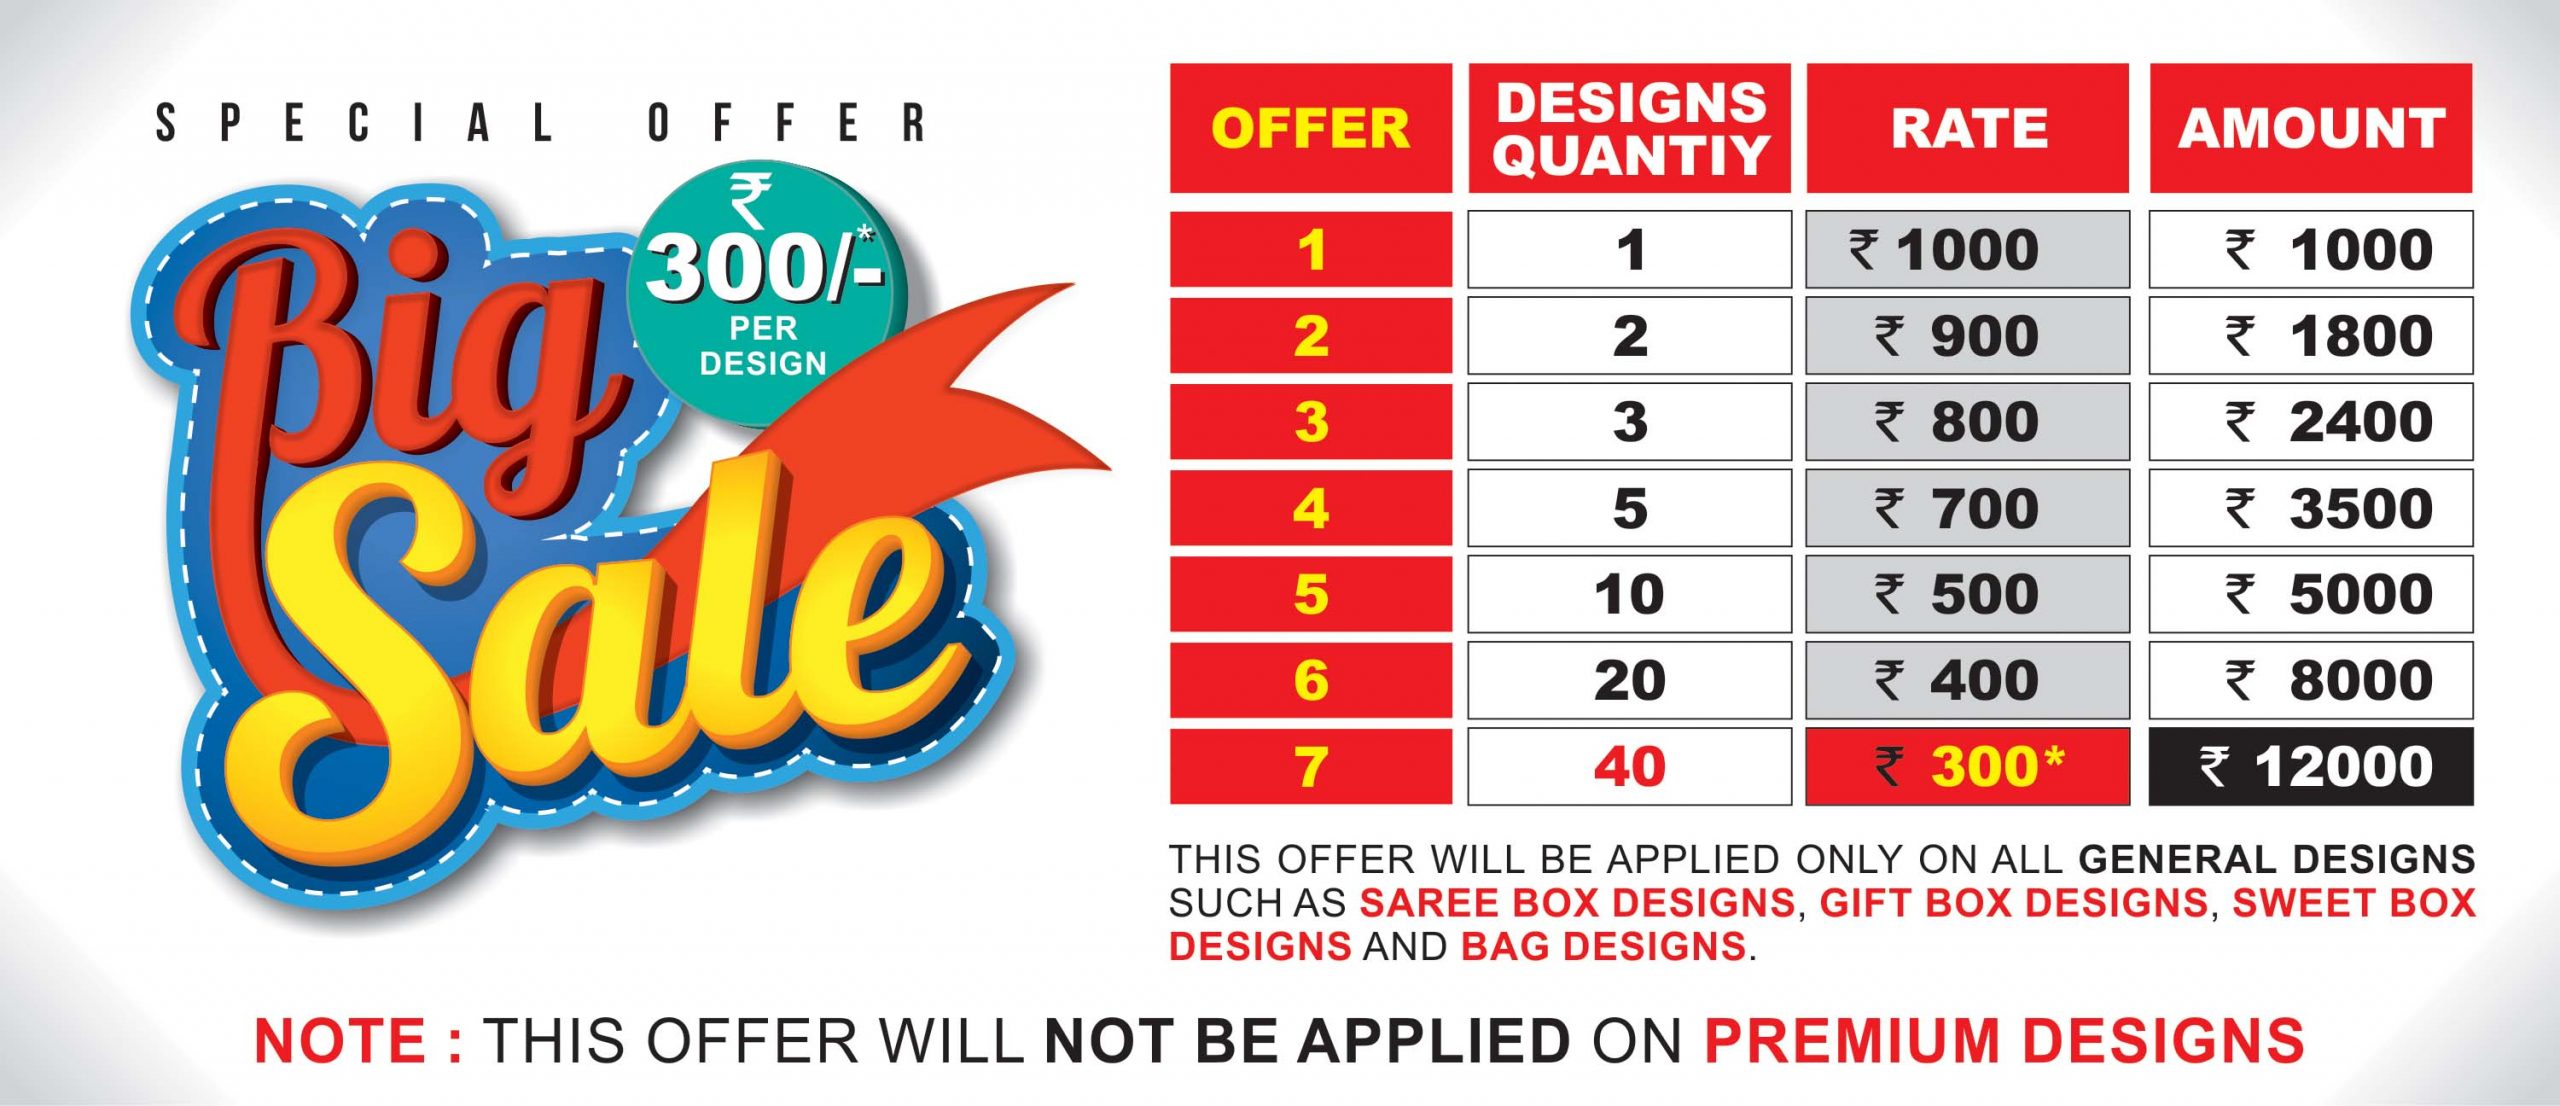 SPECIAL OFFER
Big
Sale
₹
300/-*
PER
DESIGN
OFFER DESIGNS QUANTIY RATE AMOUNT
1 1 ₹ 1000 ₹ 1000
2 2 ₹ 900 ₹ 1800
3 3 ₹ 800 ₹ 2400
4 5 ₹ 700 ₹ 3500
5 10 ₹ 500 ₹ 5000
6 20 ₹ 400 ₹ 8000
7 40 ₹ 300* ₹ 12000
THIS OFFER WILL BE APPLIED ONLY ON ALL GENERAL DESIGNS
SUCH AS SAREE BOX DESIGNS, GIFT BOX DESIGNS, SWEET BOX
DESIGNS AND BAG DESIGNS.
NOTE : THIS OFFER WILL NOT BE APPLIED ON PREMIUM DESIGNS